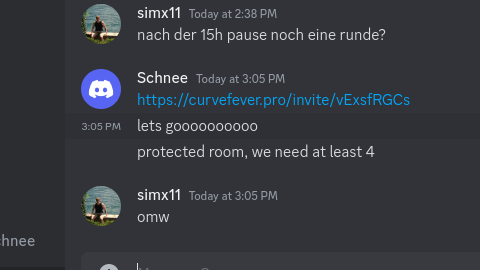 simx11 Today at 2:38 PM
nach der 15h pause noch eine runde?
Schnee Today at 3:05 PM
https://curvefever.pro/invite/vExsfRGCs
3:05 PM lets goooooooooo
protected room, we need at least 4
simx11 Today at 3:05 PM
omw
chnee